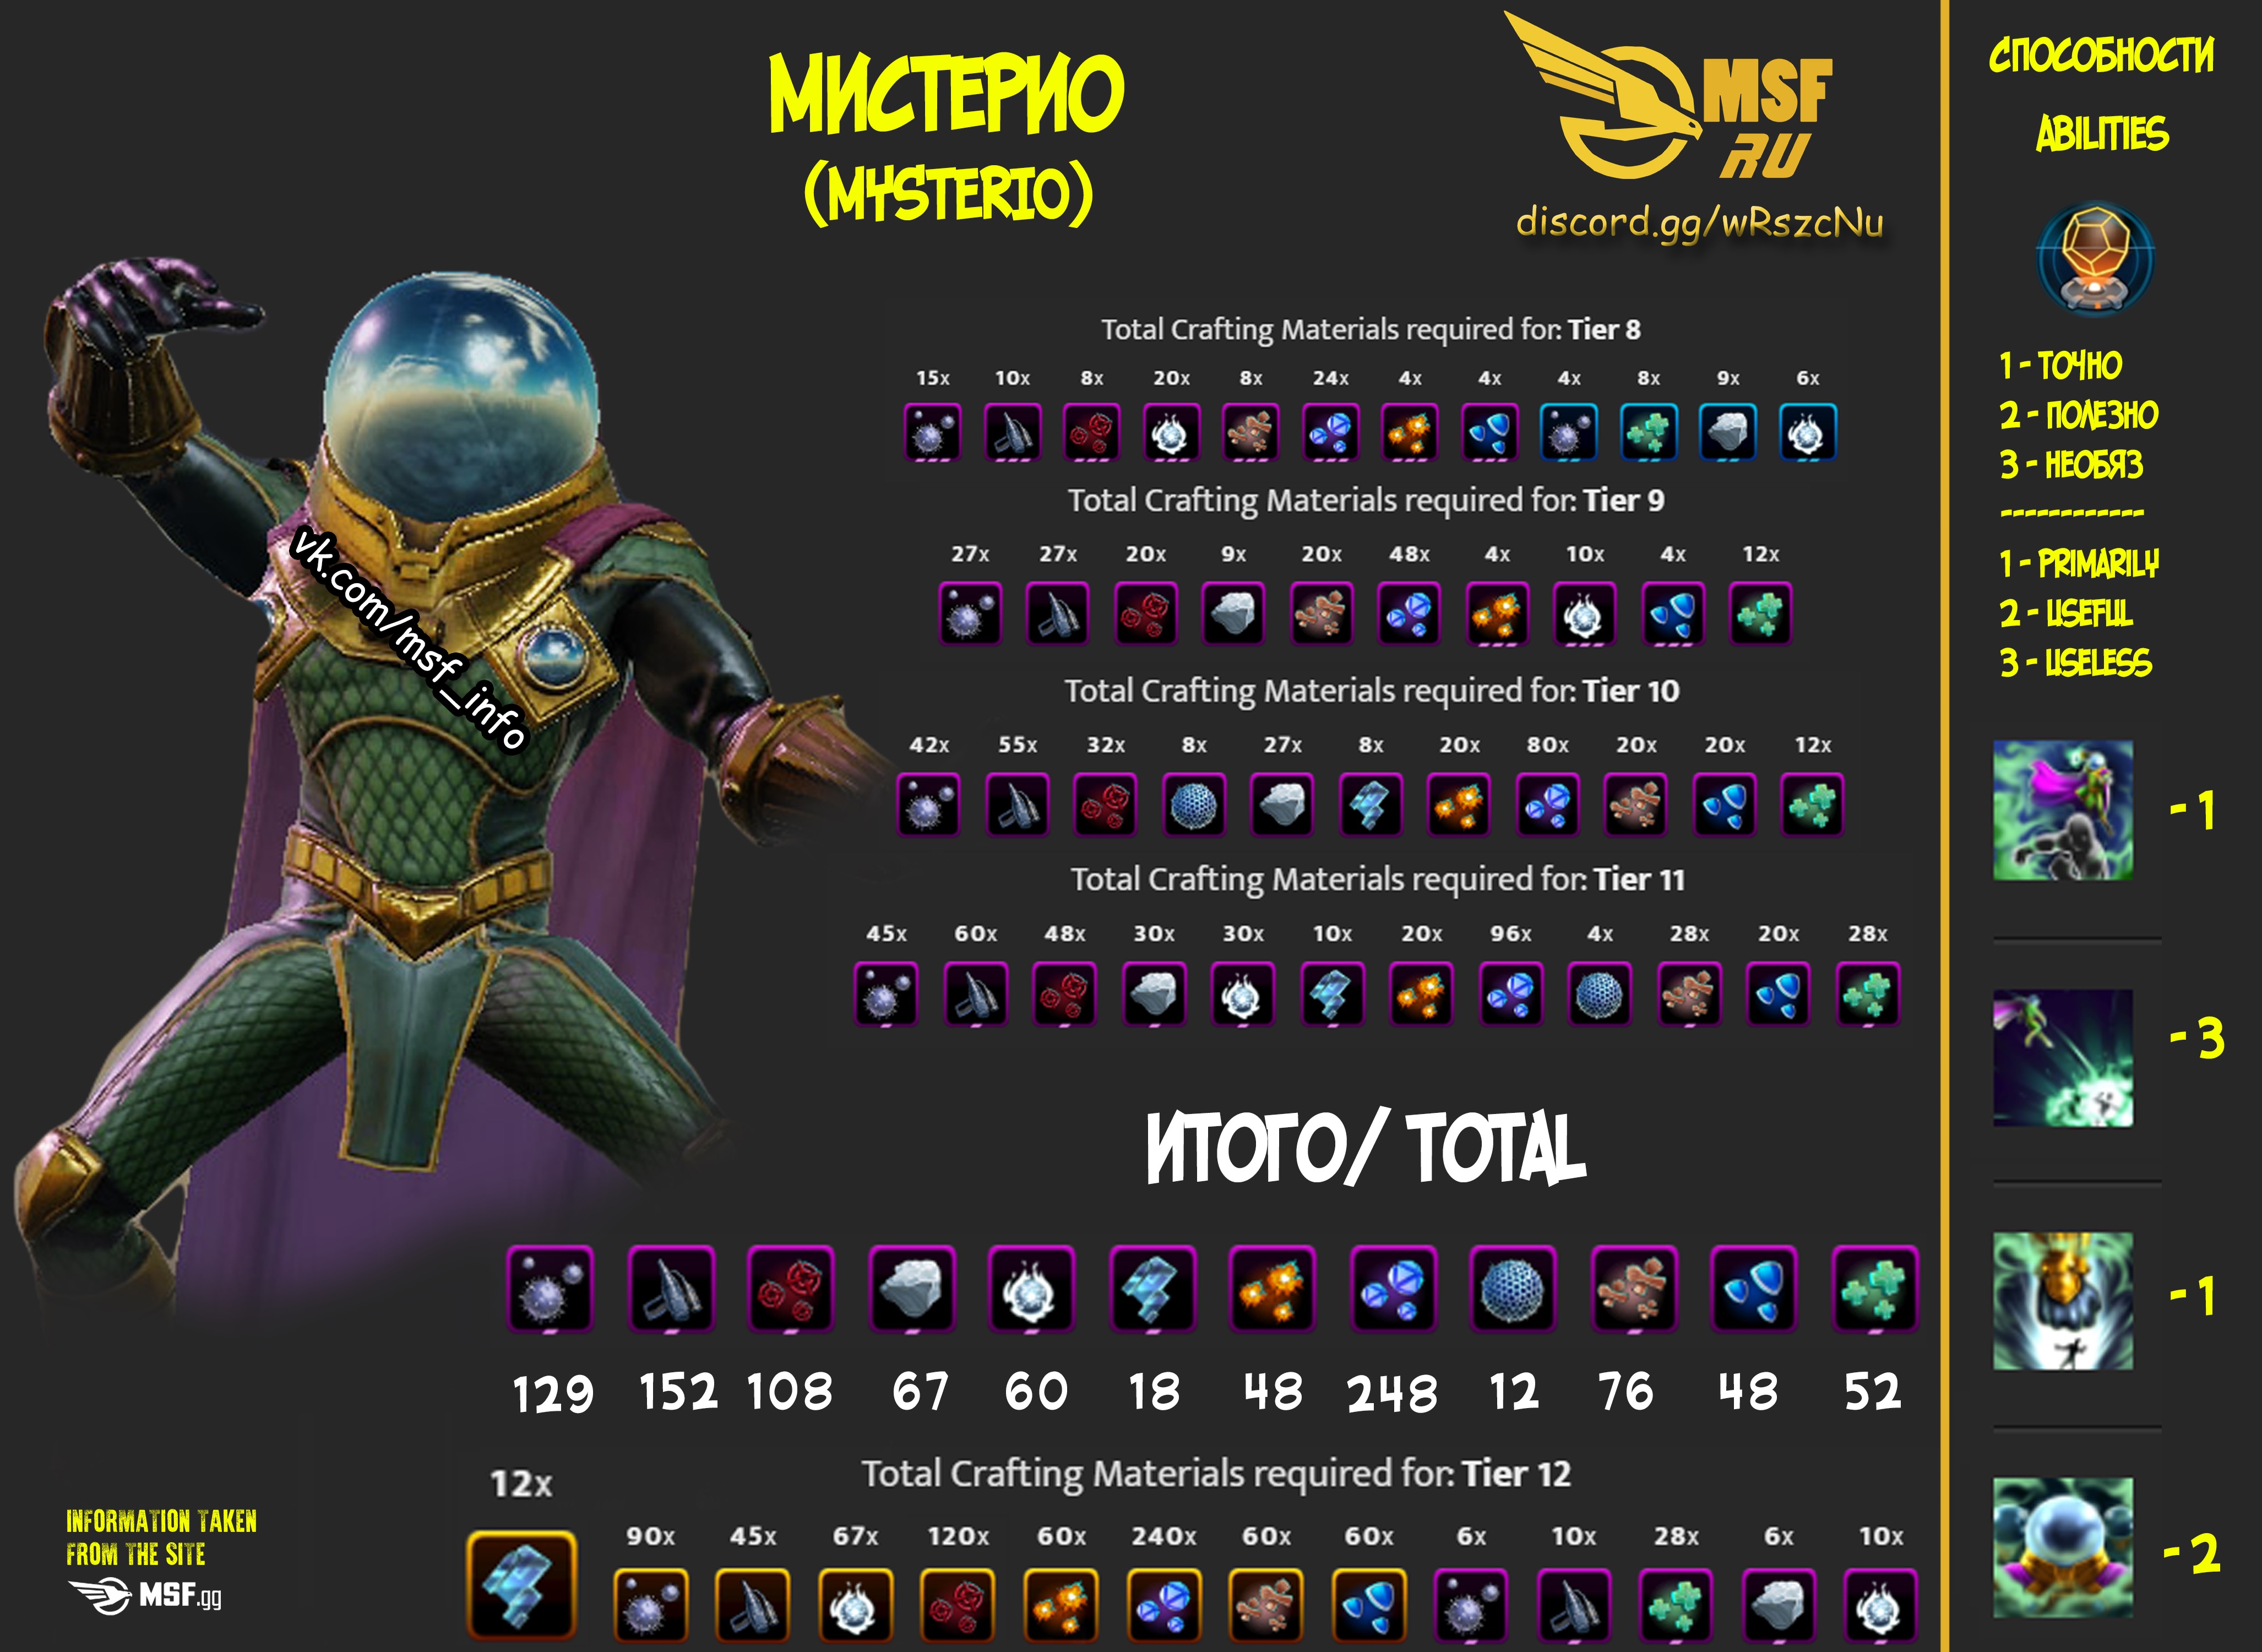 МИСТЕРИО
(MYSTERIO)
MSF
RU
discord.gg/wRszcNu
vk.com/msf_info
Total Crafting Materials required for: Tier 8
15x 10x 8x 20x 8x 24x 4x 4x 4x 8x 9x 6x
Total Crafting Materials required for: Tier 9
27x 27x 20x 9x 20x 48x 4x 10x 4x 12x
Total Crafting Materials required for: Tier 10
42x 55x 32x 8x 27x 8x 20x 80x 20x 20x 12x
Total Crafting Materials required for: Tier 11
45x 60x 48x 30x 30x 10x 20x 96x 4x 28x 20x 28x
ИТОГО/ TOTAL
129 152 108 67 60 18 48 248 12 76 48 52
Total Crafting Materials required for: Tier 12
12x 90x 45x 67x 120x 60x 240x 60x 60x 6x 10x 28x 6x 10x
INFORMATION TAKEN
FROM THE SITE
MSF.gg
СПОСОБНОСТИ
ABILITIES
1 - ТОЧНО
2 - ПОЛЕЗНО
3 - НЕОБЯЗ
------------
1 - PRIMARILY
2 - USEFUL
3 - USELESS
- 1
- 3
- 1
- 2